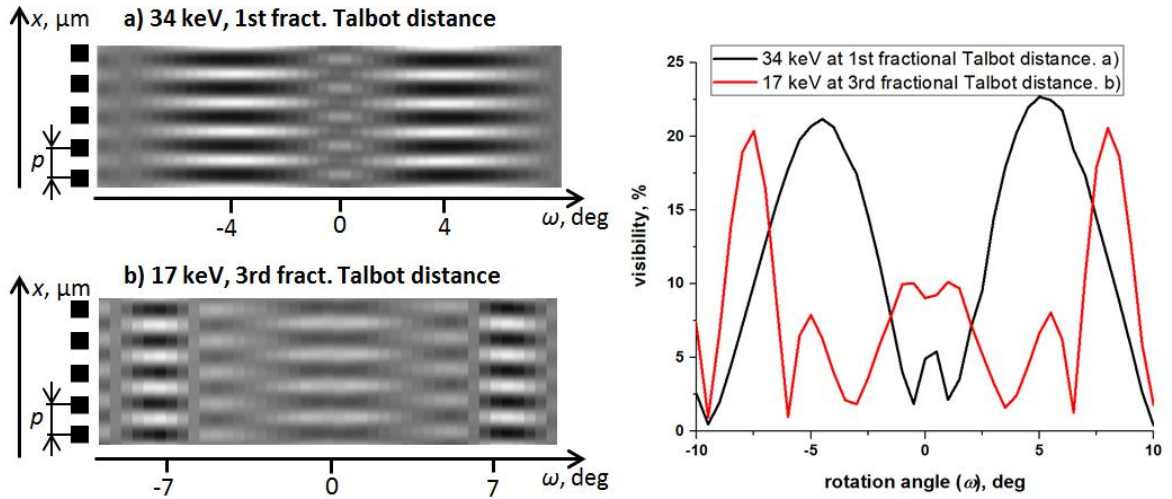 x, μm
a) 34 keV, 1st fract. Talbot distance
p
-4 0 4
ω, deg
b) 17 keV, 3rd fract. Talbot distance
x, μm
p
-7 0 7
ω, deg
34 keV at 1st fractional Talbot distance. a)
17 keV at 3rd fractional Talbot distance. b)
visibility, %
25
20
15
10
5
0
-10 -5 0 5 10
rotation angle (ω), deg